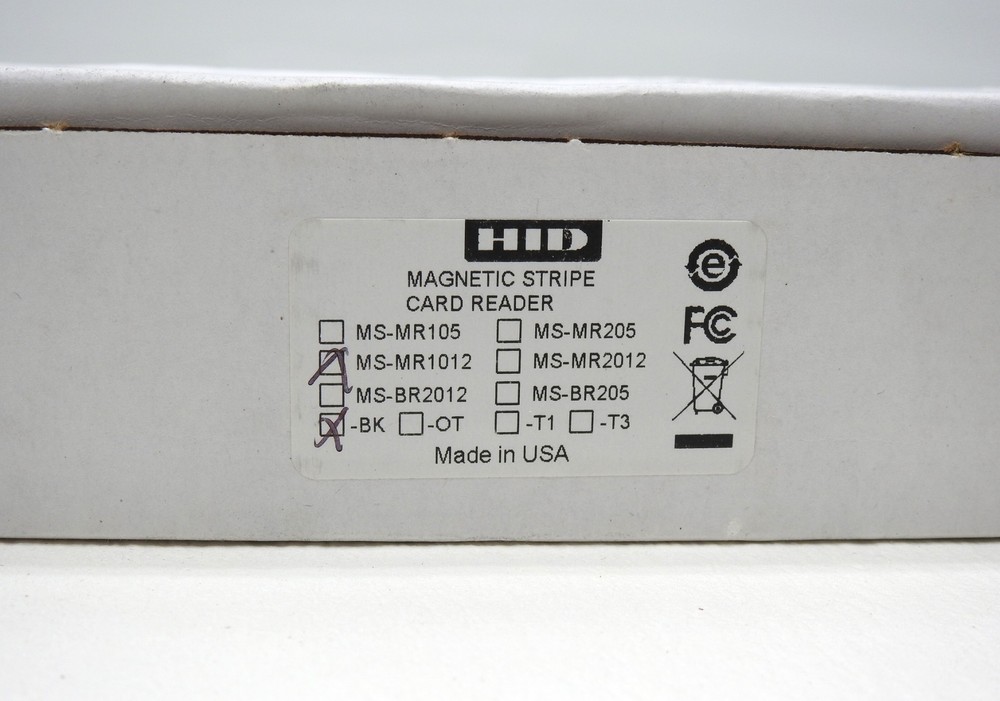 HID
MAGNETIC STRIPE
CARD READER
MS-MR105 MS-MR205
MS-MR1012 MS-MR2012
MS-BR2012 MS-BR205
-BK -OT -T1 -T3
Made in USA
e
FC